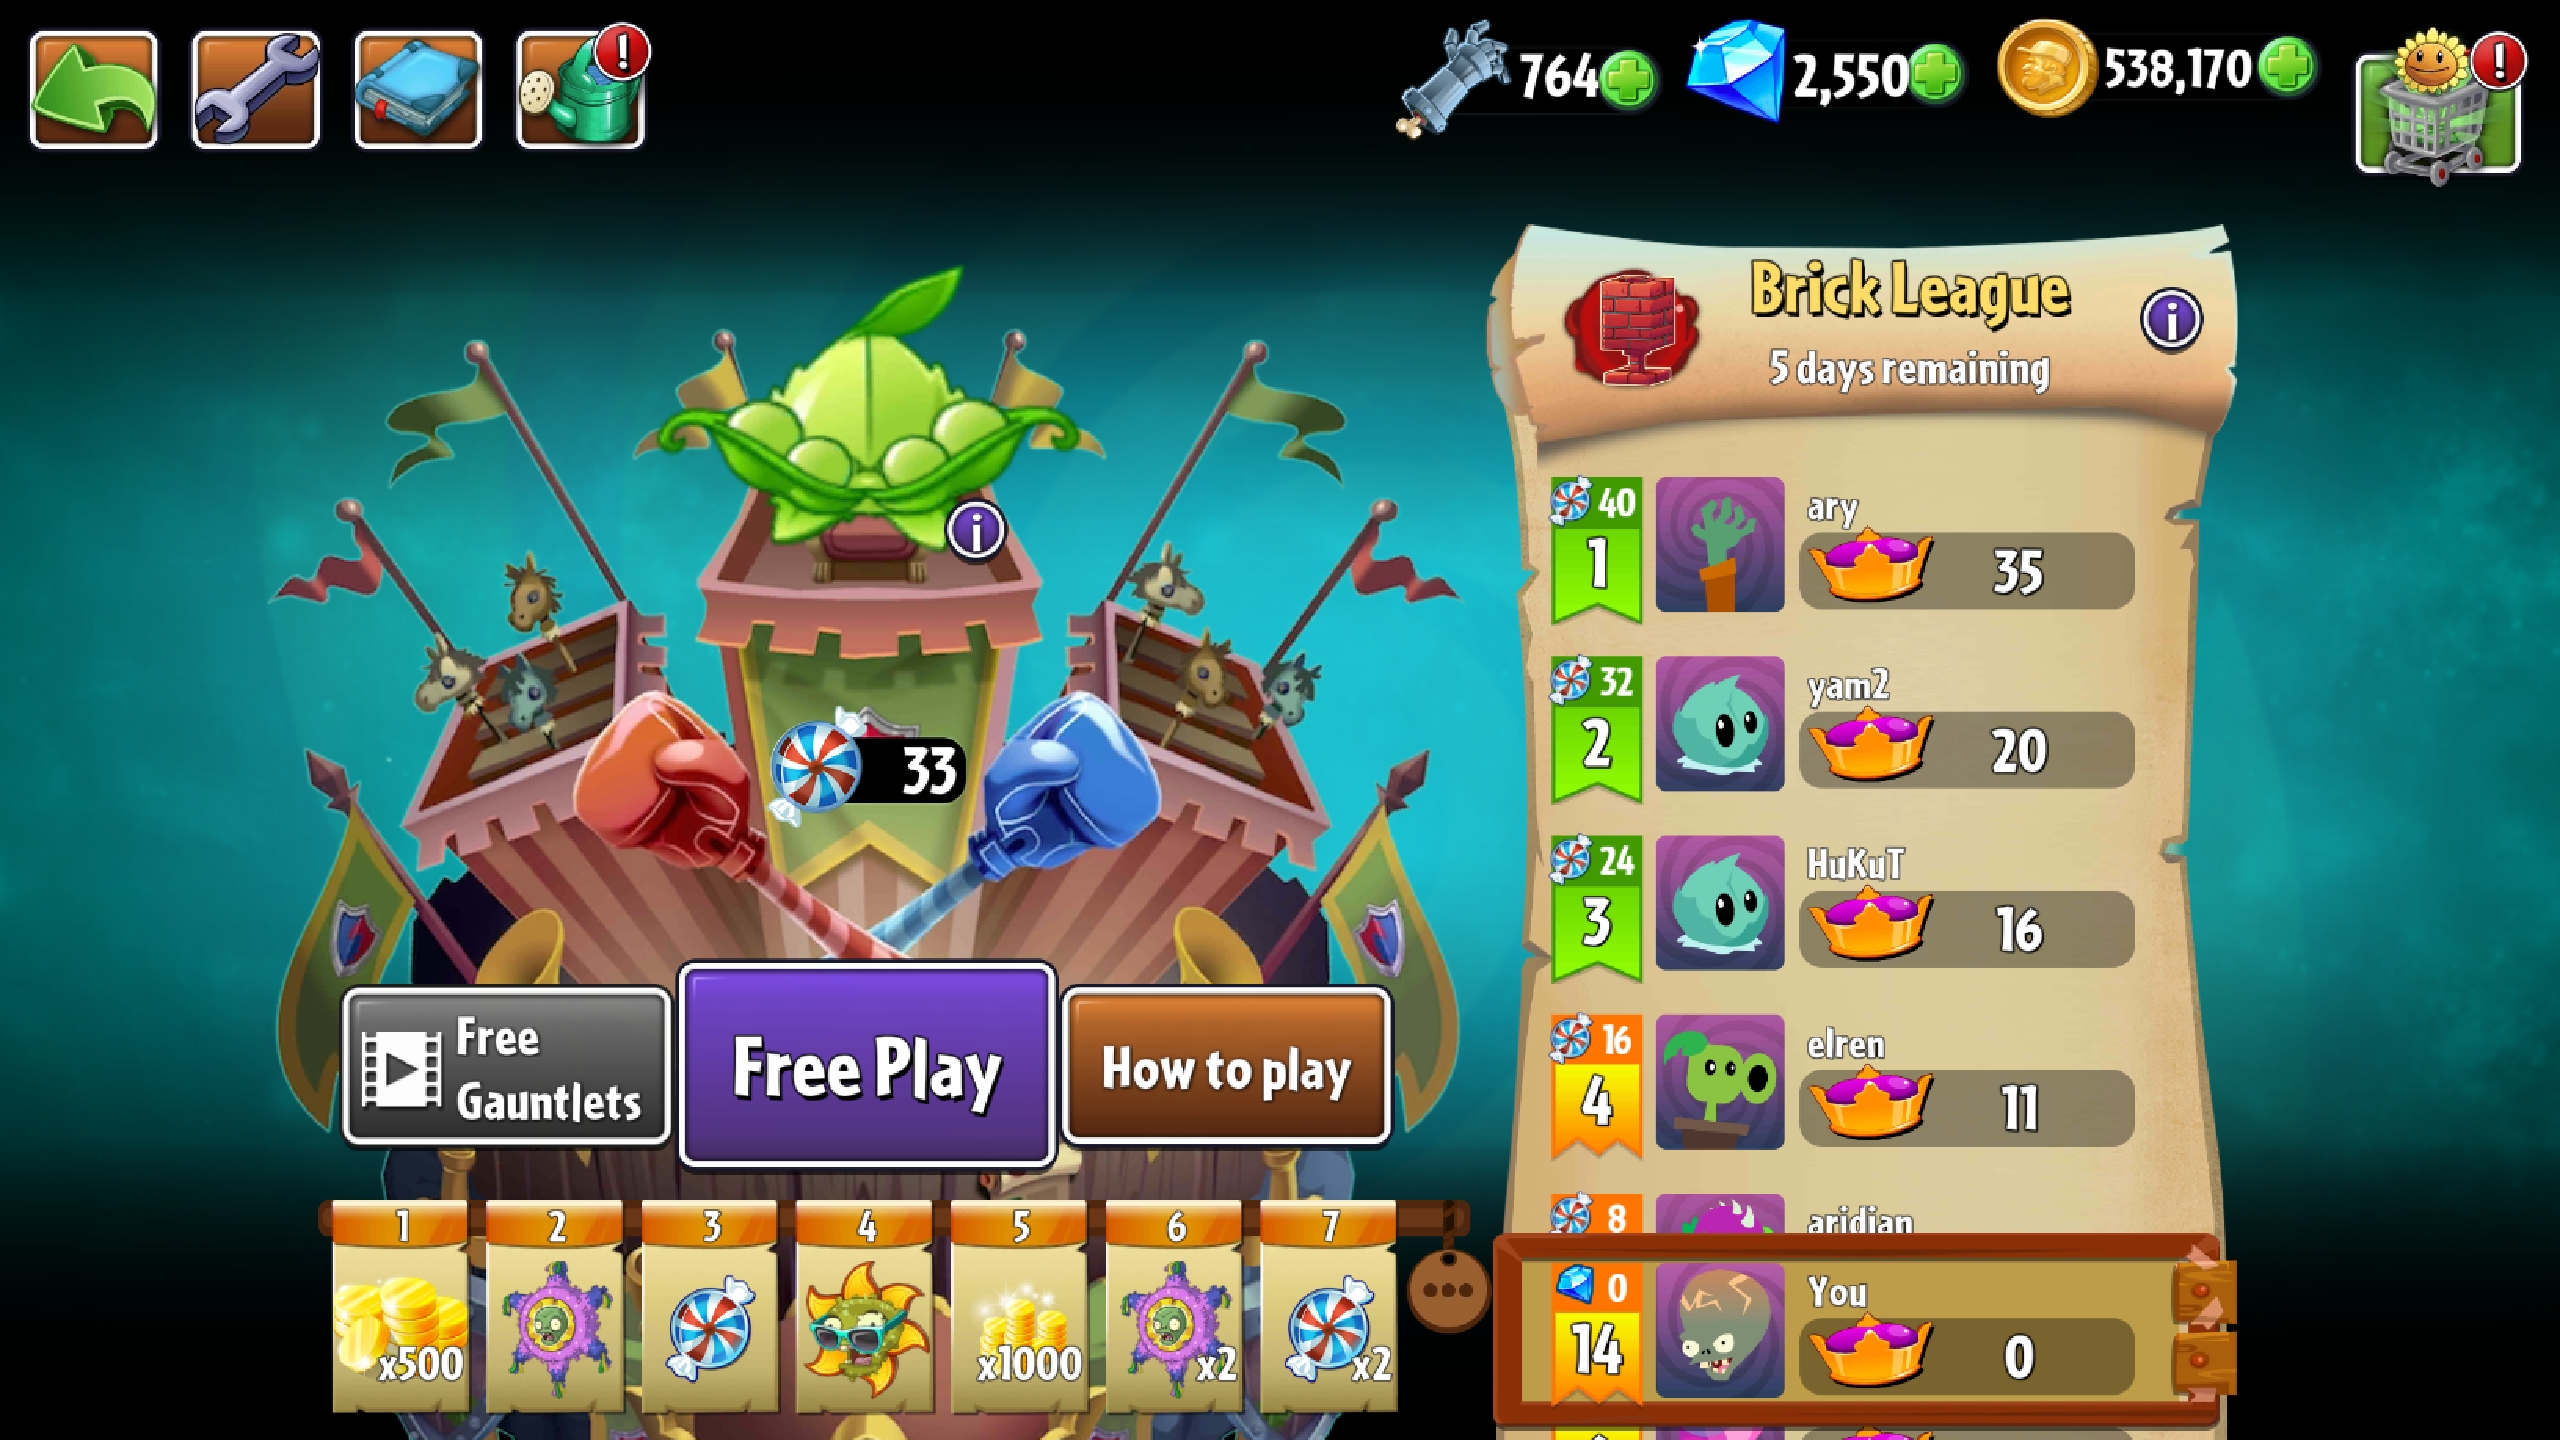 764
2,550
538,170
!
!
Brick League
5 days remaining
i
40
1
ary
35
32
2
yam2
20
24
3
HuKuT
16
16
4
elren
11
8
aridian
0
14
You
0
i
33
Free
Gauntlets
Free Play
How to play
1
2
3
4
5
6
7
x500
x1000
x2
x2